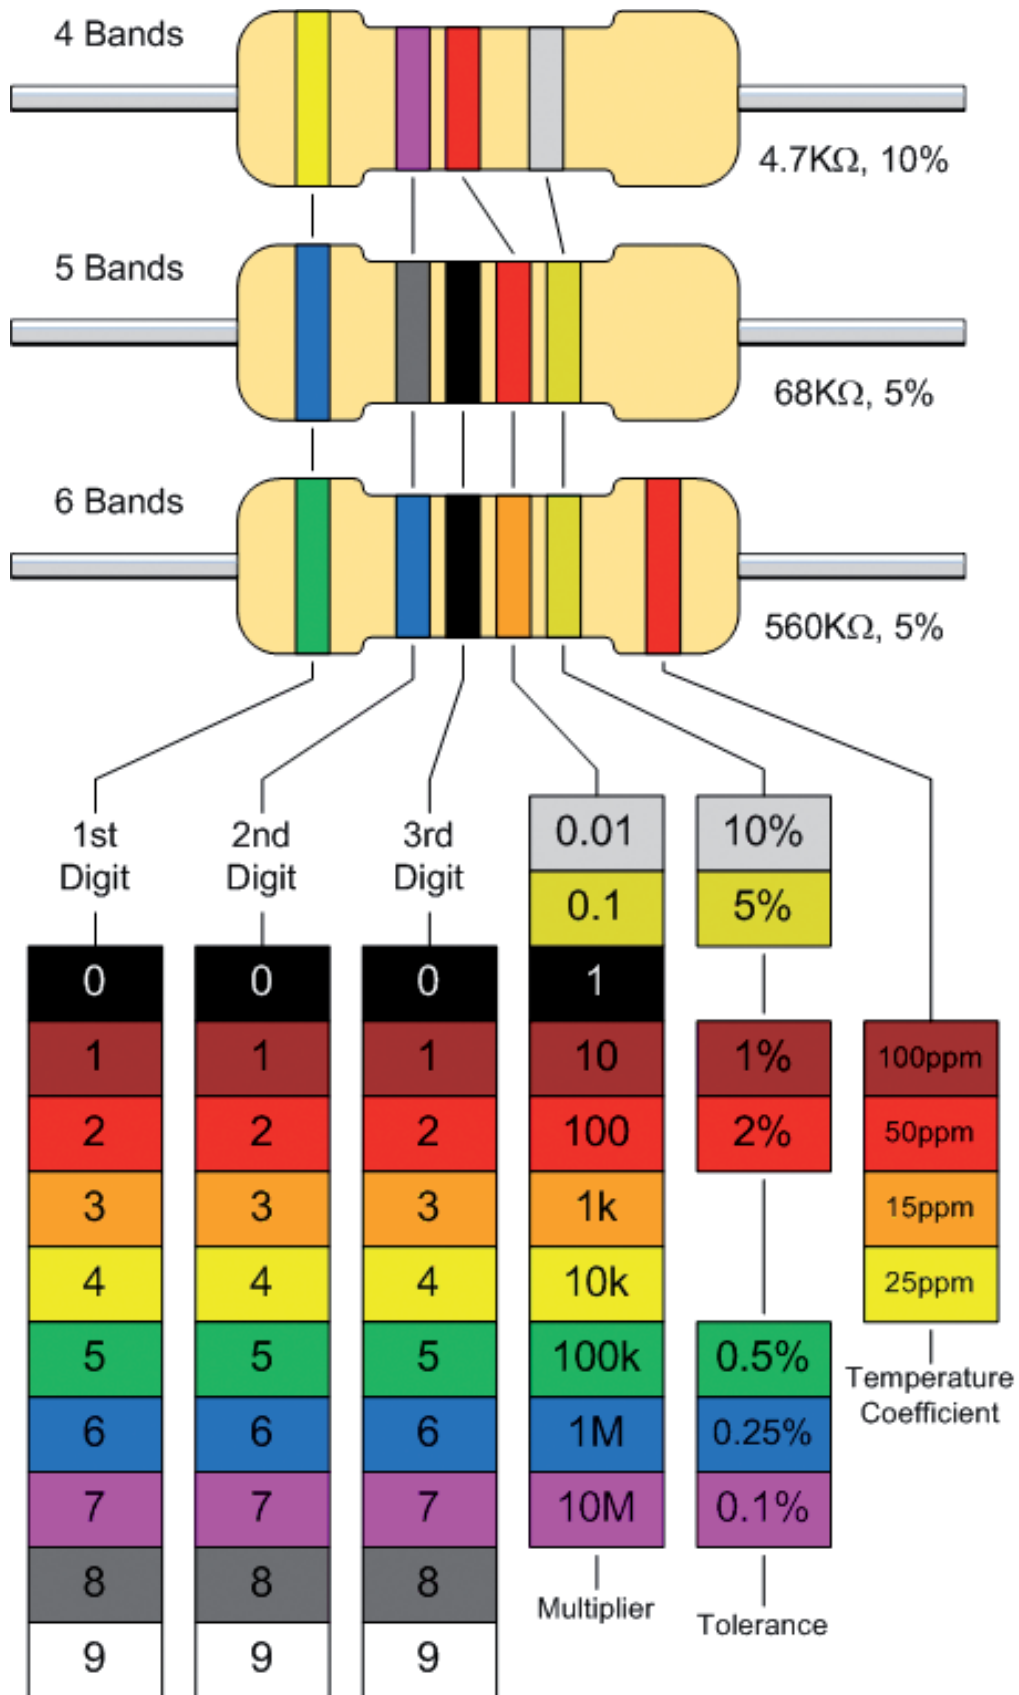 4 Bands
4.7KΩ, 10%
5 Bands
68KΩ, 5%
6 Bands
560KΩ, 5%
1st
Digit
2nd
Digit
3rd
Digit
0.01 10%
0.1 5%
0 0 0 1
1 1 1 10 1% 100ppm
2 2 2 100 2% 50ppm
3 3 3 1k 15ppm
4 4 4 10k 25ppm
5 5 5 100k 0.5%
Temperature
Coefficient
6 6 6 1M 0.25%
7 7 7 10M 0.1%
8 8 8
Multiplier
Tolerance
9 9 9